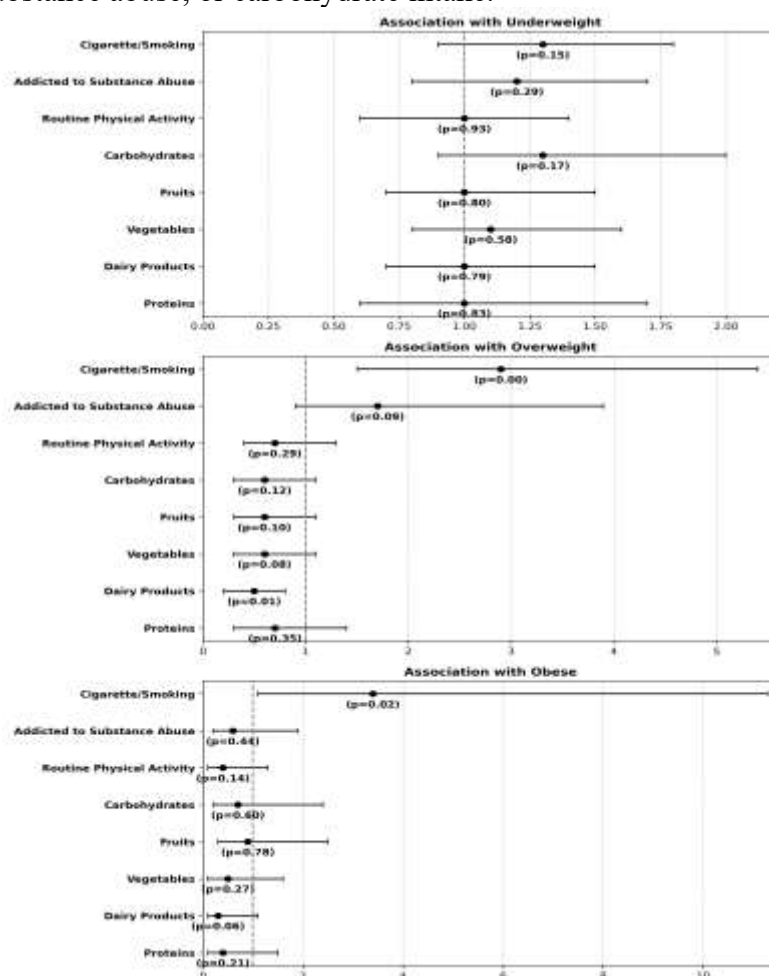 substance abuse, or carbohydrate intake.
Association with Underweight
Cigarette/Smoking
(p=0.15)
Addicted to Substance Abuse
(p=0.29)
Routine Physical Activity
(p=0.93)
Carbohydrates
(p=0.17)
Fruits
(p=0.80)
Vegetables
(p=0.58)
Dairy Products
(p=0.79)
Proteins
(p=0.83)
0.00 0.25 0.50 0.75 1.00 1.25 1.50 1.75 2.00
Association with Overweight
Cigarette/Smoking
(p=0.00)
Addicted to Substance Abuse
(p=0.09)
Routine Physical Activity
(p=0.29)
Carbohydrates
(p=0.12)
Fruits
(p=0.10)
Vegetables
(p=0.08)
Dairy Products
(p=0.01)
Proteins
(p=0.35)
0 1 2 3 4 5
Association with Obese
Cigarette/Smoking
(p=0.02)
Addicted to Substance Abuse
(p=0.44)
Routine Physical Activity
(p=0.14)
Carbohydrates
(p=0.60)
Fruits
(p=0.78)
Vegetables
(p=0.27)
Dairy Products
(p=0.06)
Proteins
(p=0.21)